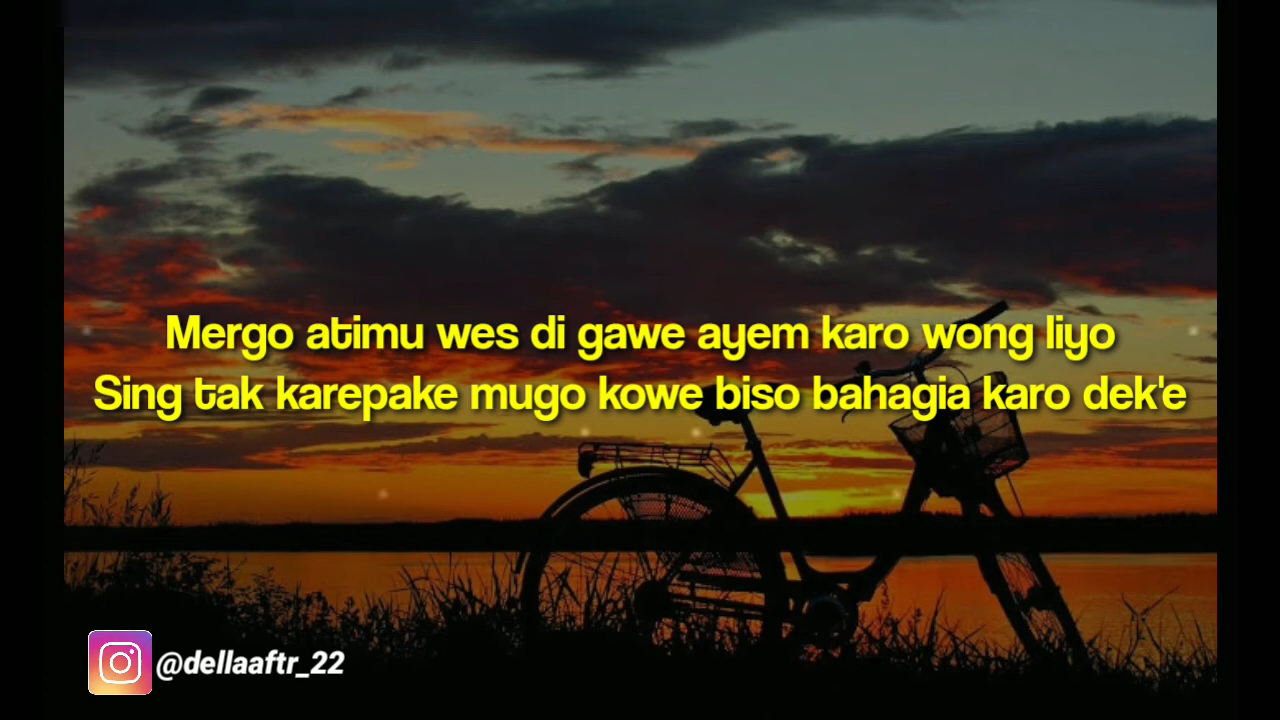 Mergo atimu wes di gawe ayem karo wong liyo
Sing tak karepake mugo kowe biso bahagia karo dek'e
@dellaaftr_22